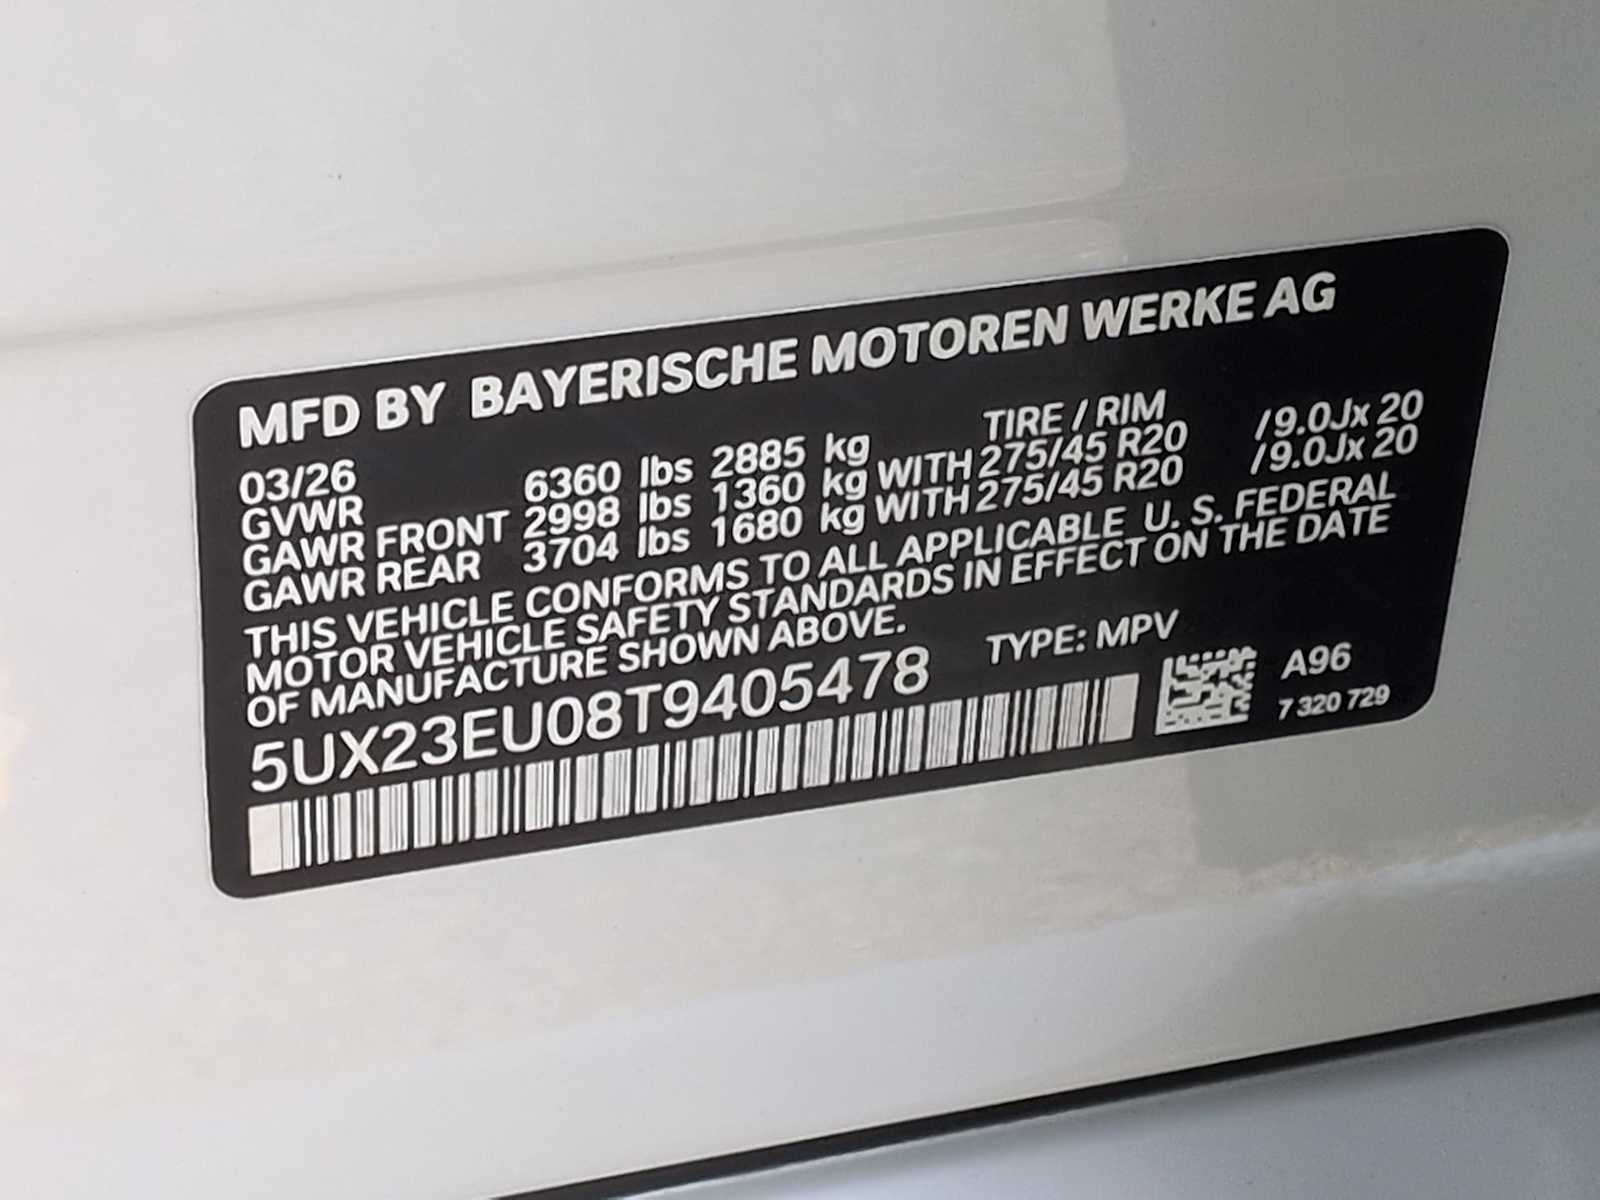 MFD BY BAYERISCHE MOTOREN WERKE AG
03/26 TIRE / RIM
GVWR 6360 lbs 2885 kg
GAWR FRONT 2998 lbs 1360 kg WITH 275/45 R20 /9.0Jx 20
GAWR REAR 3704 lbs 1680 kg WITH 275/45 R20 /9.0Jx 20
THIS VEHICLE CONFORMS TO ALL APPLICABLE U. S. FEDERAL
MOTOR VEHICLE SAFETY STANDARDS IN EFFECT ON THE DATE
OF MANUFACTURE SHOWN ABOVE.
TYPE: MPV
5UX23EU08T9405478
A96
7 320 729